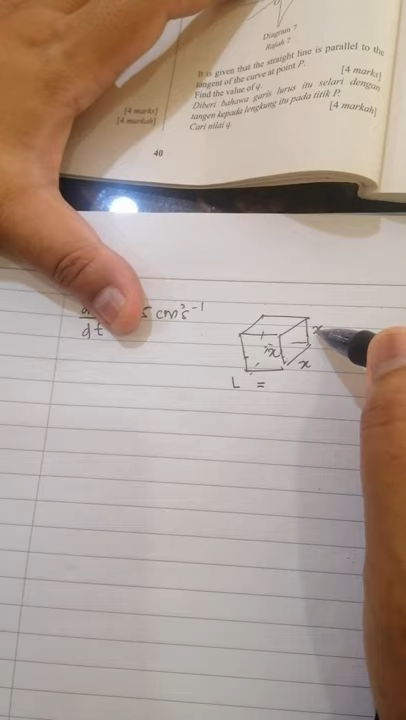 Diagram 7
Rajah 7
It is given that the straight line is parallel to the
tangent of the curve at point P.
[4 marks]
Find the value of q.
Diberi bahawa garis lurus itu selari dengan
tangen kepada lengkung itu pada titik P.
[4 markah]
Cari nilai q.
[4 marks]
[4 markah]
40
dt
5 cm³s⁻¹
x
x
x
L =